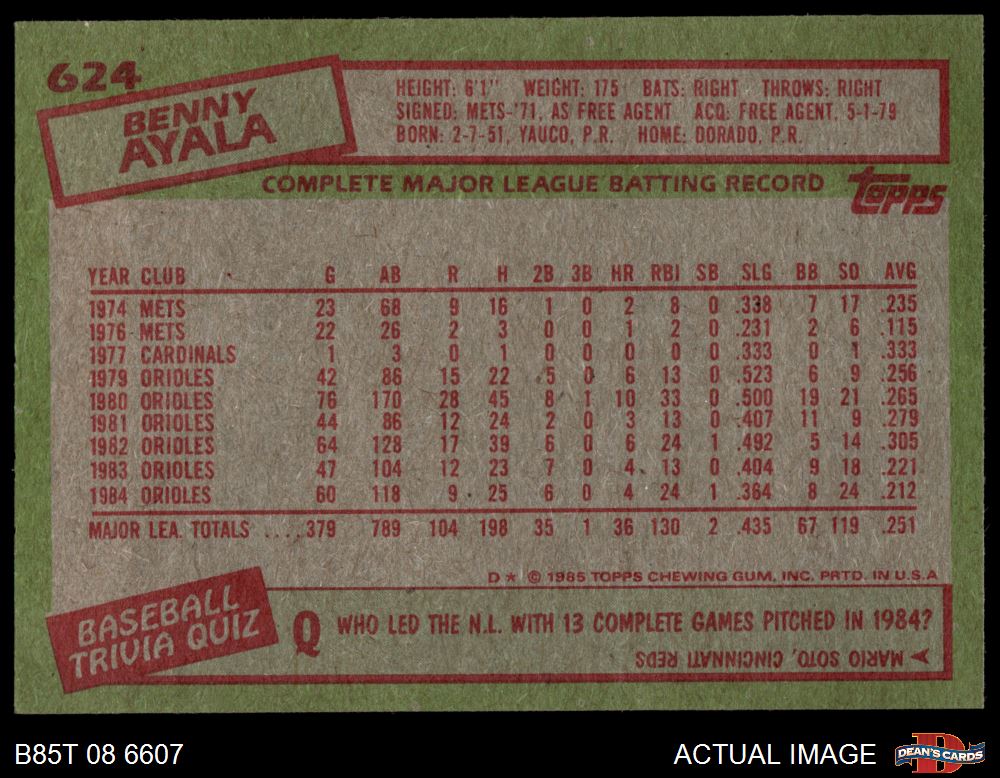 624
BENNY
AYALA
HEIGHT: 6'1" WEIGHT: 175 BATS: RIGHT THROWS: RIGHT
SIGNED: METS-'71, AS FREE AGENT ACQ: FREE AGENT, 5-1-79
BORN: 2-7-51, YAUCO, P.R. HOME: DORADO, P.R.
COMPLETE MAJOR LEAGUE BATTING RECORD
Topps
YEAR CLUB G AB R H 2B 3B HR RBI SB SLG BB SO AVG
1974 METS 23 68 9 16 1 0 2 8 0 .338 7 17 .235
1976 METS 22 26 2 3 0 0 1 2 0 .231 2 6 .115
1977 CARDINALS 1 3 0 1 0 0 0 0 0 .333 0 1 .333
1979 ORIOLES 42 86 15 22 5 0 6 13 0 .523 6 9 .256
1980 ORIOLES 76 170 28 45 8 1 10 33 0 .500 19 21 .265
1981 ORIOLES 44 86 12 24 2 0 3 13 0 .407 11 9 .279
1982 ORIOLES 64 128 17 39 6 0 6 24 1 .492 5 14 .305
1983 ORIOLES 47 104 12 23 7 0 4 13 0 .404 9 18 .221
1984 ORIOLES 60 118 9 25 6 0 4 24 1 .364 8 24 .212
MAJOR LEA. TOTALS ....379 789 104 198 35 1 36 130 2 .435 67 119 .251
D* © 1985 TOPPS CHEWING GUM, INC. PRTD. IN U.S.A
BASEBALL
TRIVIA QUIZ
Q WHO LED THE N.L. WITH 13 COMPLETE GAMES PITCHED IN 1984?
MARIO SOTO, CINCINNATI REDS
B85T 08 6607
ACTUAL IMAGE
DEAN'S CARDS